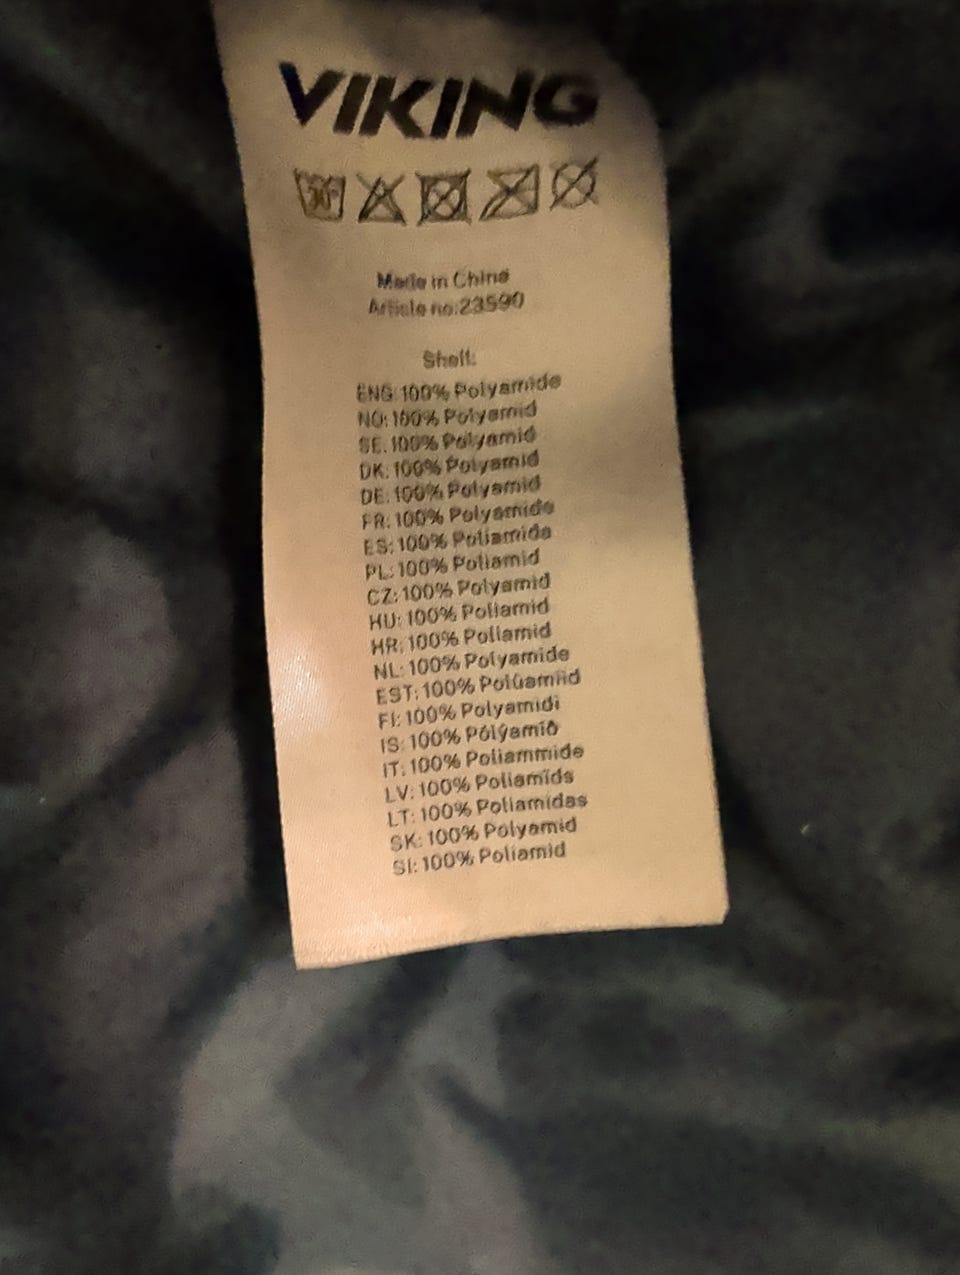 VIKING
30°
Made in China
Article no:23590
Shell:
ENG:100% Polyamide
NO:100% Polyamid
SE:100% Polyamid
DK:100% Polyamid
DE:100% Polyamid
FR:100% Polyamide
ES:100% Poliamida
PL:100% Poliamid
CZ:100% Polyamid
HU:100% Poliamid
HR:100% Poliamid
NL:100% Polyamide
EST:100% Polüamiid
FI:100% Polyamidi
IS:100% Pólýamíð
IT:100% Poliammide
LV:100% Poliamīds
LT:100% Poliamidas
SK:100% Polyamid
SI:100% Poliamid